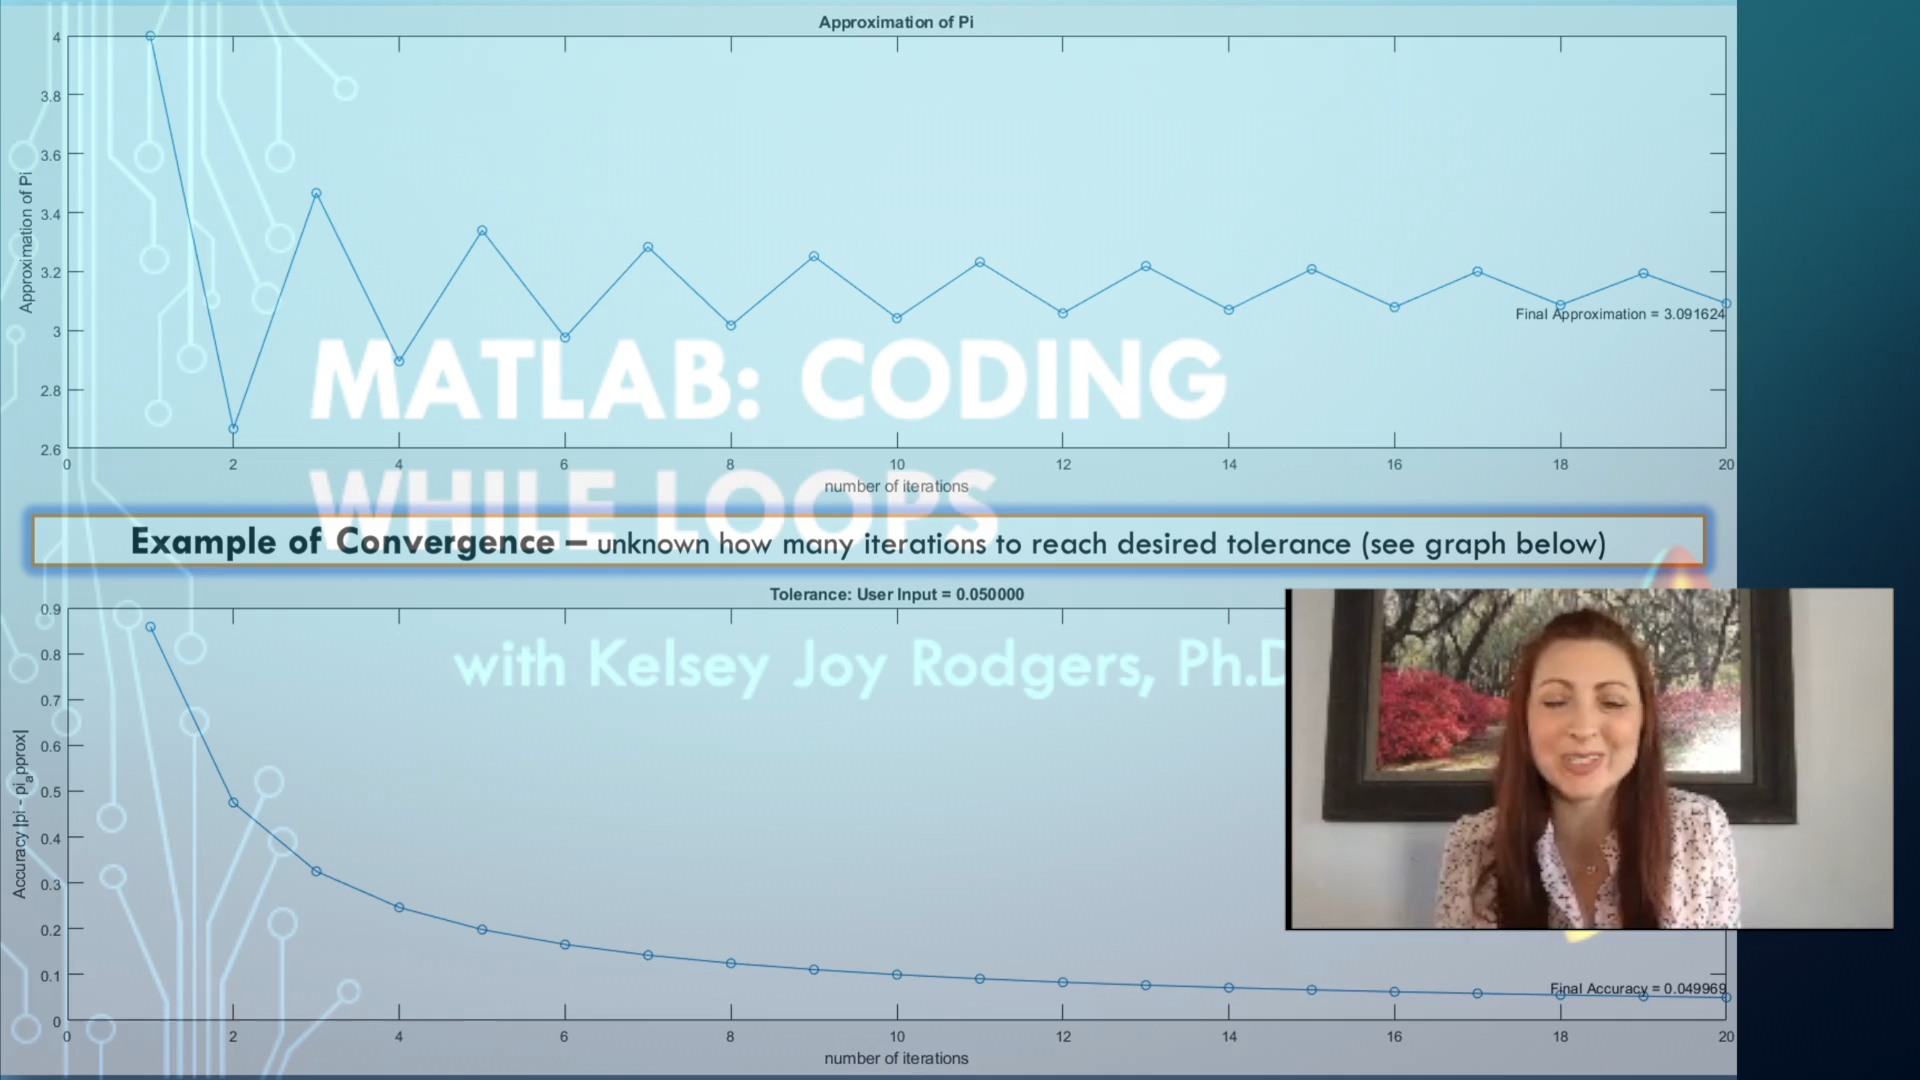 Approximation of Pi
4
3.8
3.6
3.4
3.2
3
2.8
2.6
Approximation of Pi
Final Approximation = 3.091624
0 2 4 6 8 10 12 14 16 18 20
number of iterations
MATLAB: CODING
WHILE LOOPS
Example of Convergence – unknown how many iterations to reach desired tolerance (see graph below)
Tolerance: User Input = 0.050000
with Kelsey Joy Rodgers, Ph.D
0.9
0.8
0.7
0.6
0.5
0.4
0.3
0.2
0.1
0
Accuracy |pi - pi_approx|
Final Accuracy = 0.049969
0 2 4 6 8 10 12 14 16 18 20
number of iterations